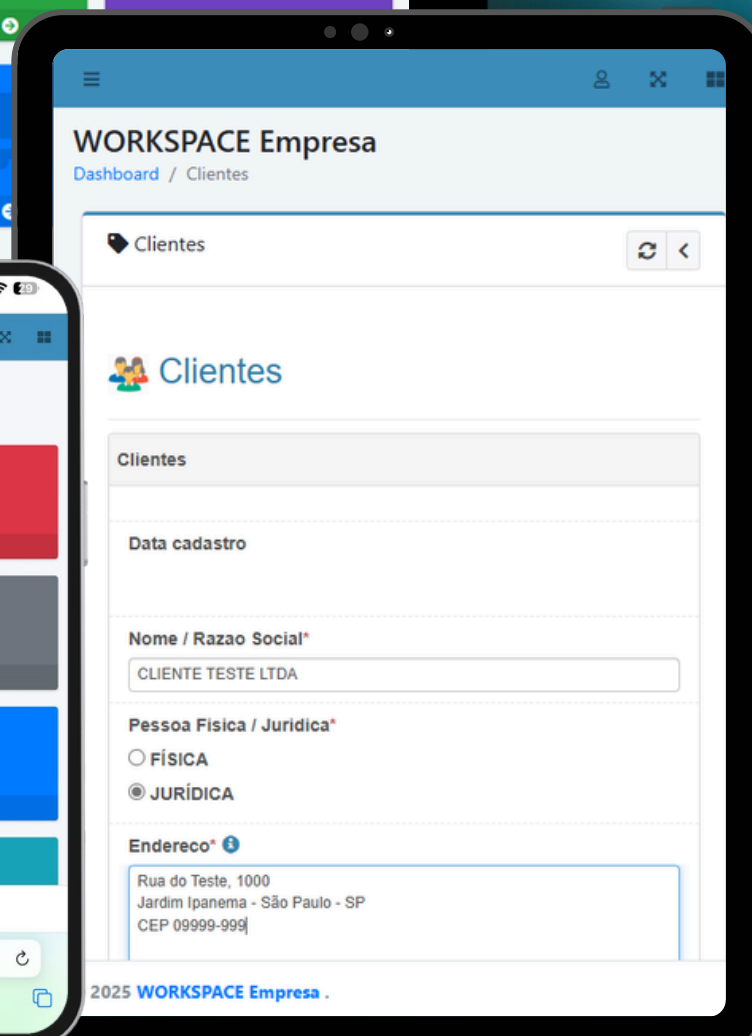 WORKSPACE Empresa
Dashboard / Clientes
Clientes
Clientes
Clientes
Data cadastro
Nome / Razao Social*
CLIENTE TESTE LTDA
Pessoa Fisica / Juridica*
FÍSICA
JURÍDICA
Endereco*
Rua do Teste, 1000
Jardim Ipanema - São Paulo - SP
CEP 09999-999
2025 WORKSPACE Empresa .
29